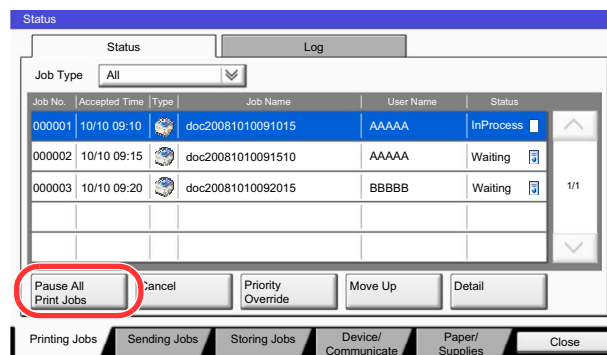 Status
Status Log
Job Type All
Job No. Accepted Time Type Job Name User Name Status
000001 10/10 09:10 doc20081010091015 AAAAA InProcess
000002 10/10 09:15 doc20081010091510 AAAAA Waiting
000003 10/10 09:20 doc20081010092015 BBBBB Waiting
1/1
Pause All
Print Jobs
Cancel
Priority
Override
Move Up
Detail
Printing Jobs
Sending Jobs
Storing Jobs
Device/
Communicate
Paper/
Supplies
Close